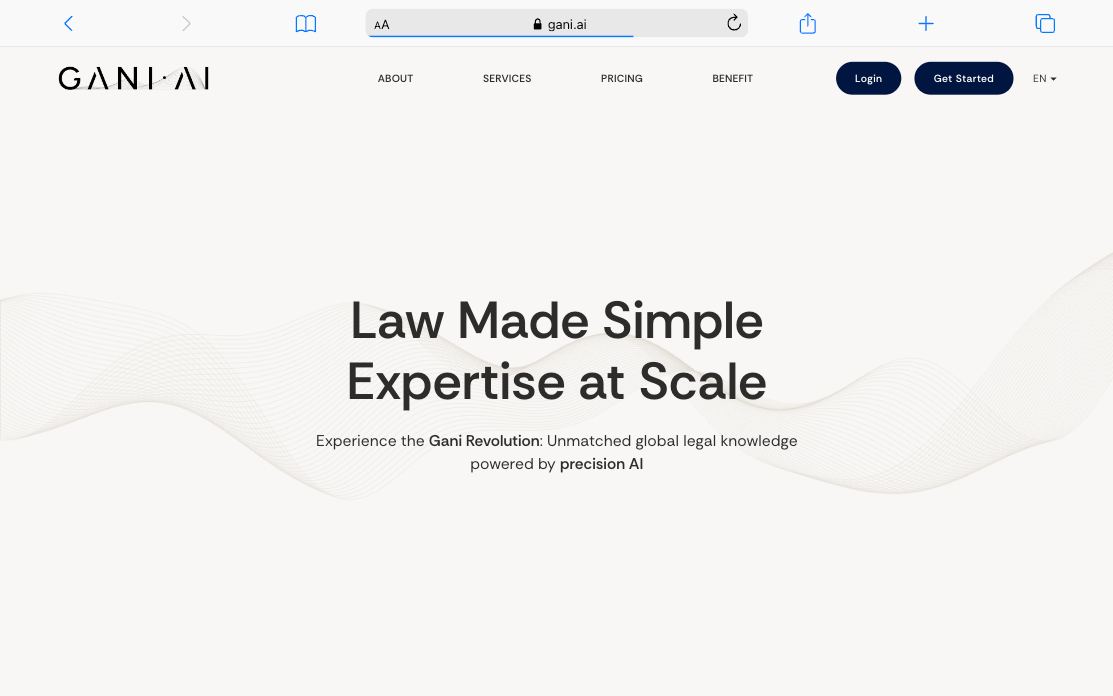 AA
gani.ai
GANI·AI
ABOUT
SERVICES
PRICING
BENEFIT
Login
Get Started
EN
Law Made Simple
Expertise at Scale
Experience the Gani Revolution: Unmatched global legal knowledge
powered by precision AI